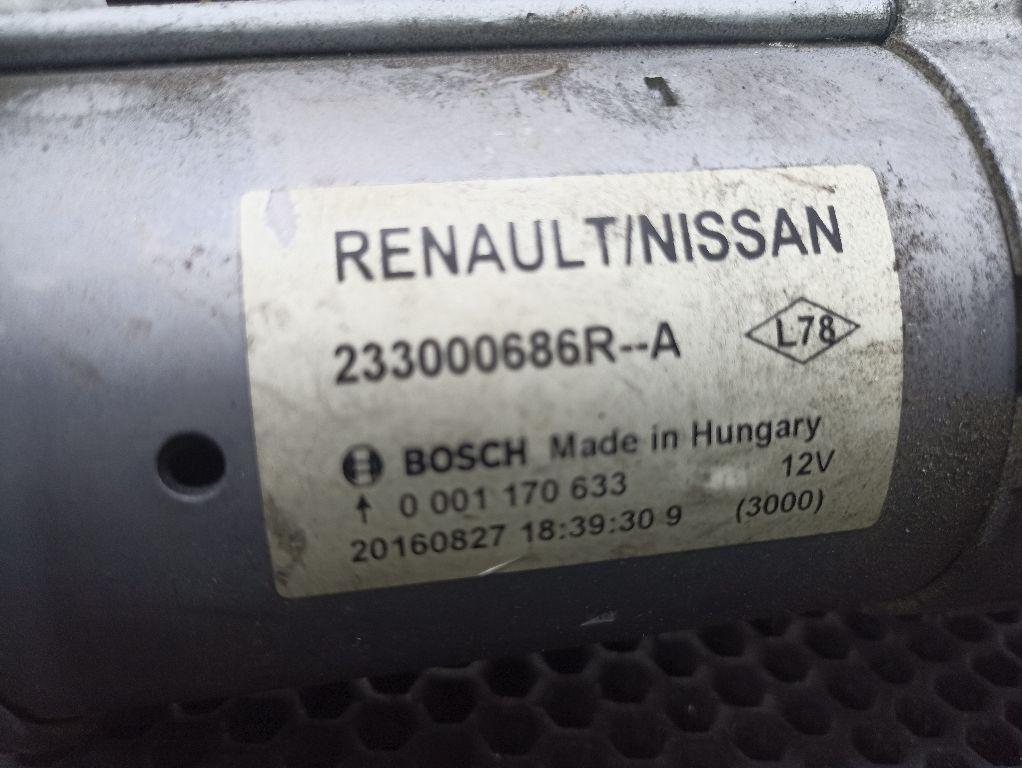 RENAULT/NISSAN
233000686R--A
L78
BOSCH Made in Hungary
0 001 170 633 12V
20160827 18:39:30 9 (3000)